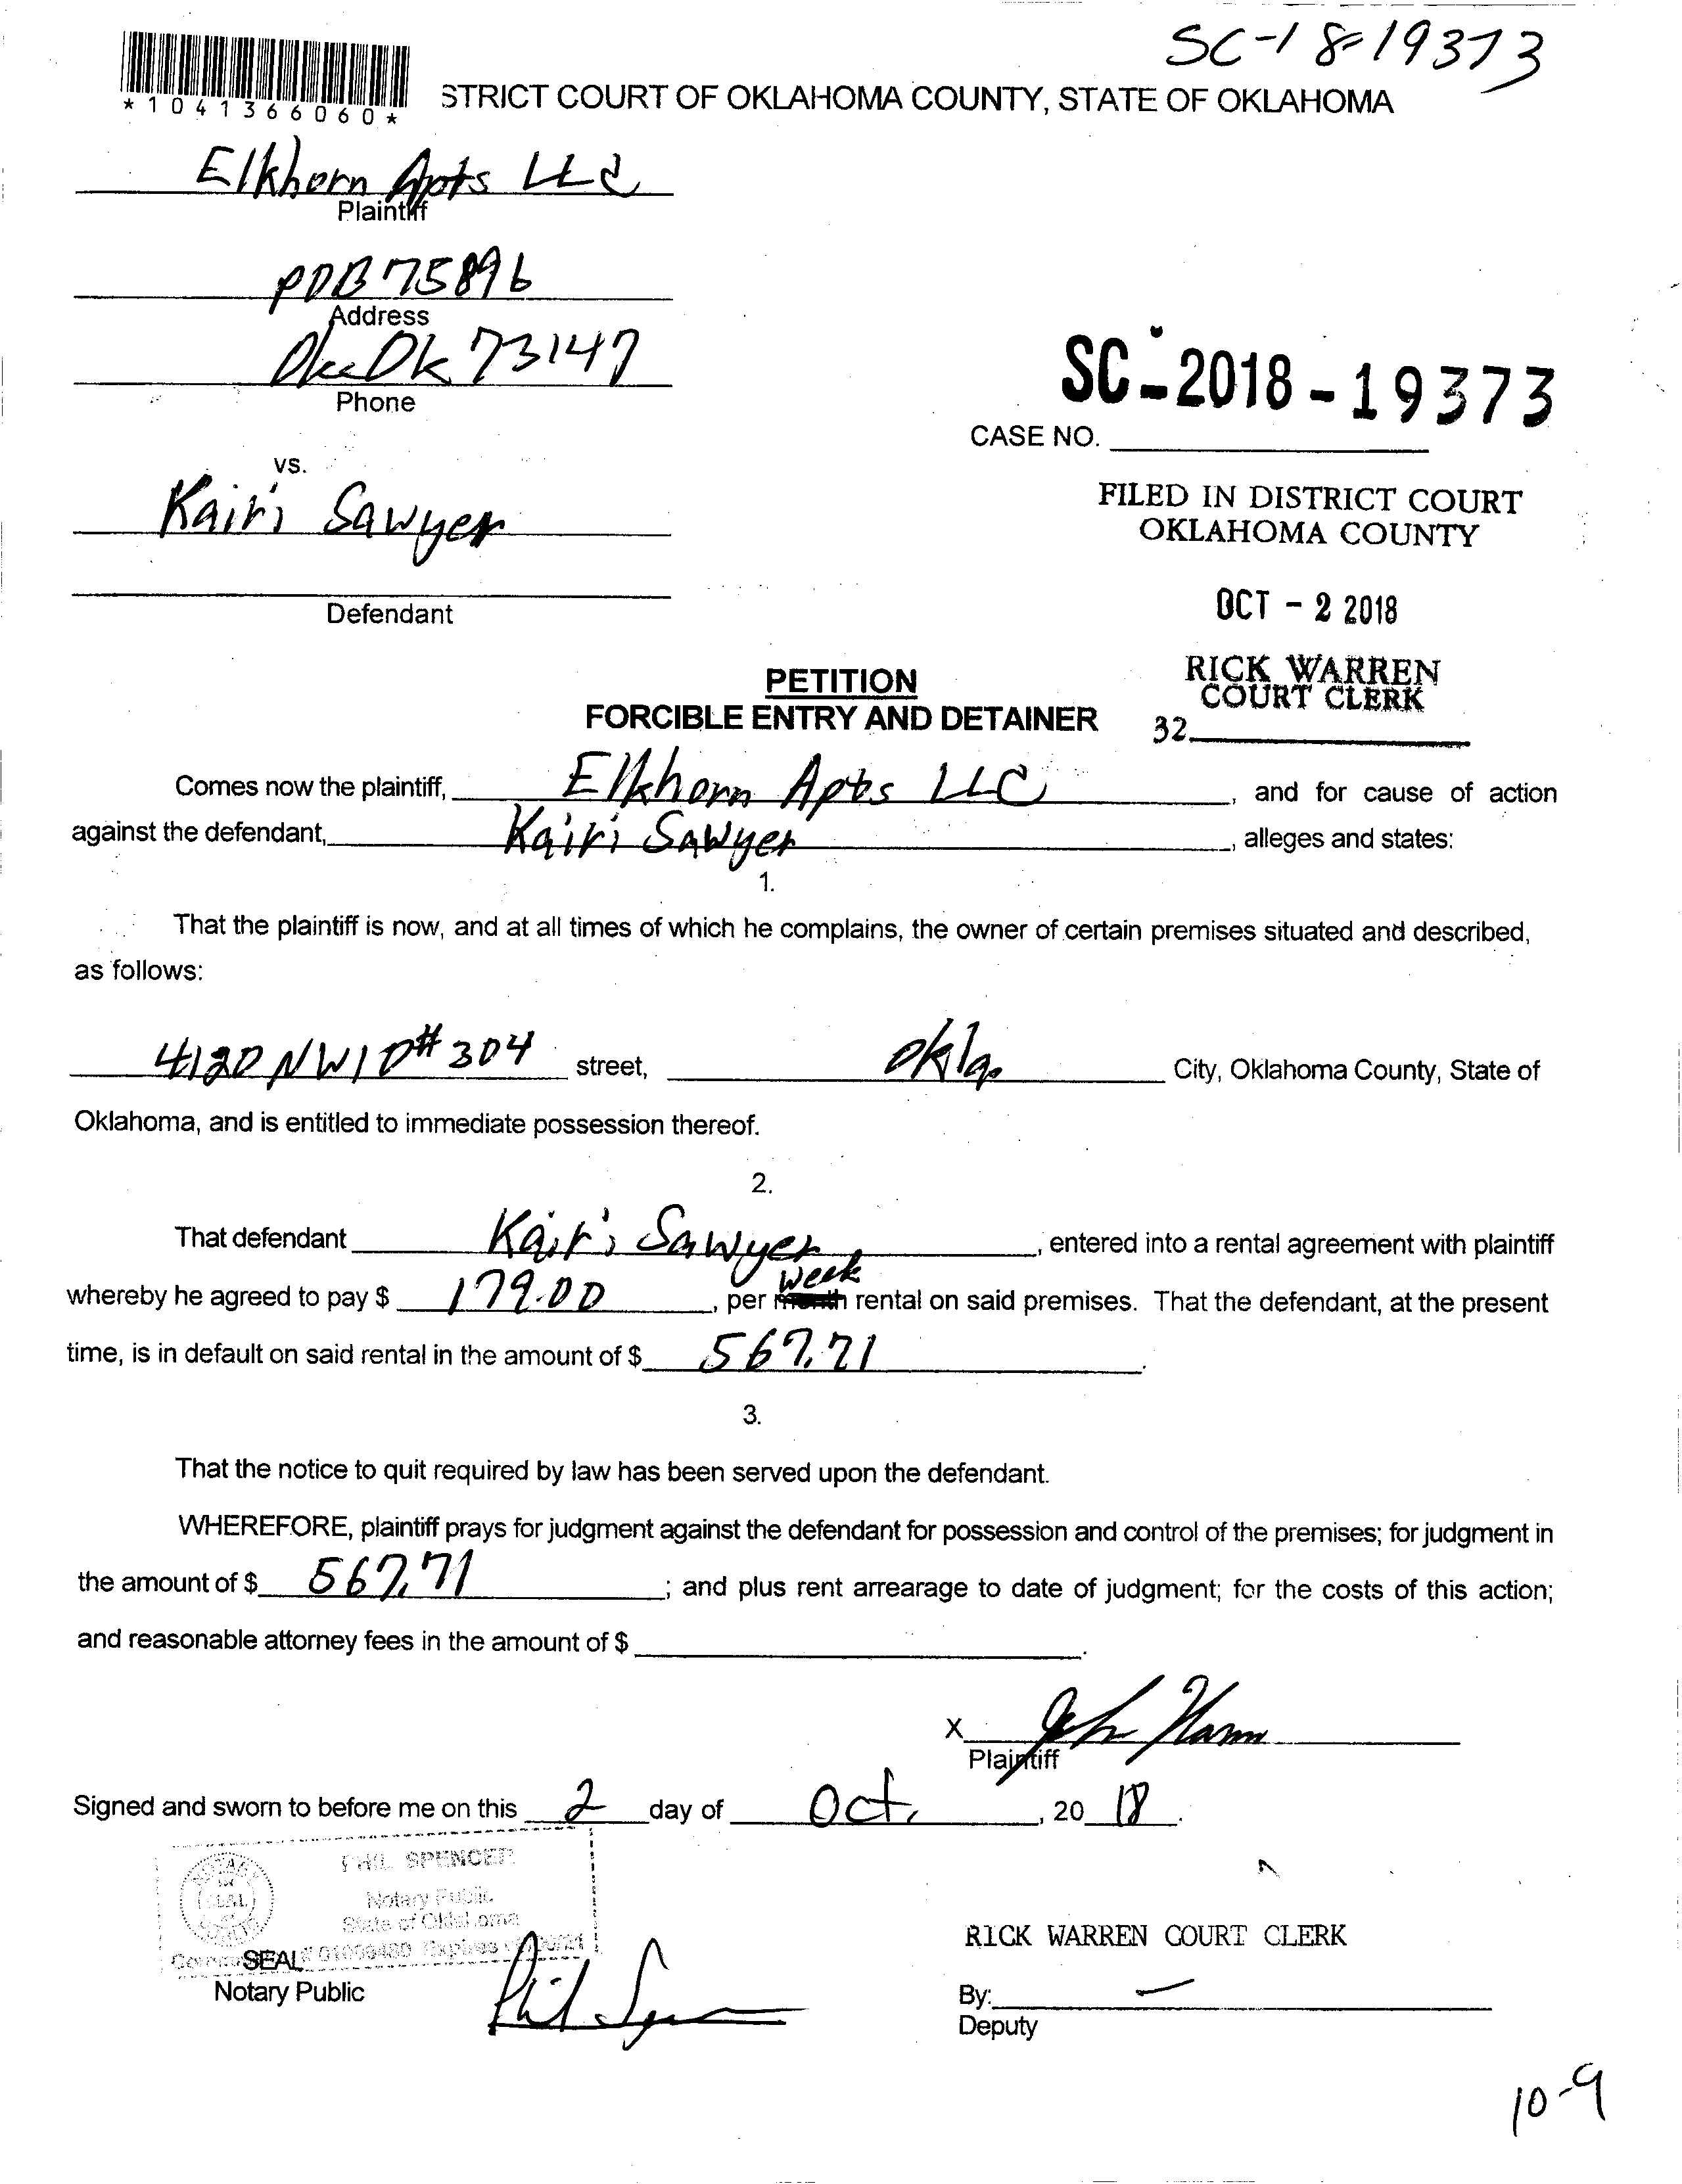 SC-18-19373
*1041366060*
STRICT COURT OF OKLAHOMA COUNTY, STATE OF OKLAHOMA
Elkhorn Apts LLC
Plaintiff
POB 75896
Address
Okc Ok 73147
Phone
SC-2018-19373
CASE NO.
vs.
Kairi Sawyer
FILED IN DISTRICT COURT
OKLAHOMA COUNTY
Defendant
OCT - 2 2018
RICK WARREN
COURT CLERK
32
PETITION
FORCIBLE ENTRY AND DETAINER
Comes now the plaintiff, Elkhorn Apts LLC, and for cause of action
against the defendant, Kairi Sawyer, alleges and states:
1.
That the plaintiff is now, and at all times of which he complains, the owner of certain premises situated and described,
as follows:
4120 NW 10 # 304 street, Okla. City, Oklahoma County, State of
Oklahoma, and is entitled to immediate possession thereof.
2.
That defendant Kairi Sawyer, entered into a rental agreement with plaintiff
whereby he agreed to pay $ 179.00, per month week rental on said premises. That the defendant, at the present
time, is in default on said rental in the amount of $ 567.71.
3.
That the notice to quit required by law has been served upon the defendant.
WHEREFORE, plaintiff prays for judgment against the defendant for possession and control of the premises; for judgment in
the amount of $ 567.71; and plus rent arrearage to date of judgment; for the costs of this action;
and reasonable attorney fees in the amount of $ .
X
Plaintiff
Signed and sworn to before me on this 2 day of Oct., 20 18.
PHIL SPENCER
Notary Public
State of Oklahoma
SEAL
Notary Public
Phil Spencer
RICK WARREN COURT CLERK
By:
Deputy
10-9